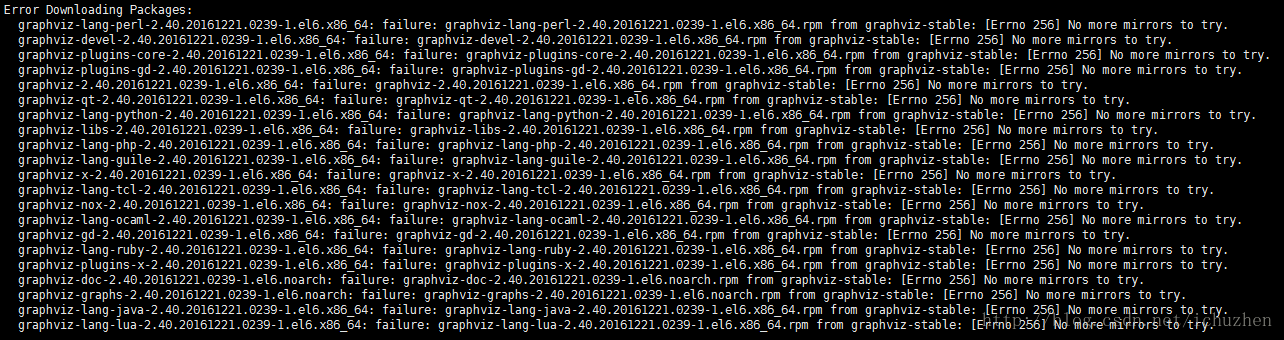 Error Downloading Packages:
graphviz-lang-perl-2.40.20161221.0239-1.el6.x86_64: failure: graphviz-lang-perl-2.40.20161221.0239-1.el6.x86_64.rpm from graphviz-stable: [Errno 256] No more mirrors to try.
graphviz-devel-2.40.20161221.0239-1.el6.x86_64: failure: graphviz-devel-2.40.20161221.0239-1.el6.x86_64.rpm from graphviz-stable: [Errno 256] No more mirrors to try.
graphviz-plugins-core-2.40.20161221.0239-1.el6.x86_64: failure: graphviz-plugins-core-2.40.20161221.0239-1.el6.x86_64.rpm from graphviz-stable: [Errno 256] No more mirrors to try.
graphviz-plugins-gd-2.40.20161221.0239-1.el6.x86_64: failure: graphviz-plugins-gd-2.40.20161221.0239-1.el6.x86_64.rpm from graphviz-stable: [Errno 256] No more mirrors to try.
graphviz-2.40.20161221.0239-1.el6.x86_64: failure: graphviz-2.40.20161221.0239-1.el6.x86_64.rpm from graphviz-stable: [Errno 256] No more mirrors to try.
graphviz-qt-2.40.20161221.0239-1.el6.x86_64: failure: graphviz-qt-2.40.20161221.0239-1.el6.x86_64.rpm from graphviz-stable: [Errno 256] No more mirrors to try.
graphviz-lang-python-2.40.20161221.0239-1.el6.x86_64: failure: graphviz-lang-python-2.40.20161221.0239-1.el6.x86_64.rpm from graphviz-stable: [Errno 256] No more mirrors to try.
graphviz-libs-2.40.20161221.0239-1.el6.x86_64: failure: graphviz-libs-2.40.20161221.0239-1.el6.x86_64.rpm from graphviz-stable: [Errno 256] No more mirrors to try.
graphviz-lang-php-2.40.20161221.0239-1.el6.x86_64: failure: graphviz-lang-php-2.40.20161221.0239-1.el6.x86_64.rpm from graphviz-stable: [Errno 256] No more mirrors to try.
graphviz-lang-guile-2.40.20161221.0239-1.el6.x86_64: failure: graphviz-lang-guile-2.40.20161221.0239-1.el6.x86_64.rpm from graphviz-stable: [Errno 256] No more mirrors to try.
graphviz-x-2.40.20161221.0239-1.el6.x86_64: failure: graphviz-x-2.40.20161221.0239-1.el6.x86_64.rpm from graphviz-stable: [Errno 256] No more mirrors to try.
graphviz-lang-tcl-2.40.20161221.0239-1.el6.x86_64: failure: graphviz-lang-tcl-2.40.20161221.0239-1.el6.x86_64.rpm from graphviz-stable: [Errno 256] No more mirrors to try.
graphviz-nox-2.40.20161221.0239-1.el6.x86_64: failure: graphviz-nox-2.40.20161221.0239-1.el6.x86_64.rpm from graphviz-stable: [Errno 256] No more mirrors to try.
graphviz-lang-ocaml-2.40.20161221.0239-1.el6.x86_64: failure: graphviz-lang-ocaml-2.40.20161221.0239-1.el6.x86_64.rpm from graphviz-stable: [Errno 256] No more mirrors to try.
graphviz-gd-2.40.20161221.0239-1.el6.x86_64: failure: graphviz-gd-2.40.20161221.0239-1.el6.x86_64.rpm from graphviz-stable: [Errno 256] No more mirrors to try.
graphviz-lang-ruby-2.40.20161221.0239-1.el6.x86_64: failure: graphviz-lang-ruby-2.40.20161221.0239-1.el6.x86_64.rpm from graphviz-stable: [Errno 256] No more mirrors to try.
graphviz-plugins-x-2.40.20161221.0239-1.el6.x86_64: failure: graphviz-plugins-x-2.40.20161221.0239-1.el6.x86_64.rpm from graphviz-stable: [Errno 256] No more mirrors to try.
graphviz-doc-2.40.20161221.0239-1.el6.noarch: failure: graphviz-doc-2.40.20161221.0239-1.el6.noarch.rpm from graphviz-stable: [Errno 256] No more mirrors to try.
graphviz-graphs-2.40.20161221.0239-1.el6.noarch: failure: graphviz-graphs-2.40.20161221.0239-1.el6.noarch.rpm from graphviz-stable: [Errno 256] No more mirrors to try.
graphviz-lang-java-2.40.20161221.0239-1.el6.x86_64: failure: graphviz-lang-java-2.40.20161221.0239-1.el6.x86_64.rpm from graphviz-stable: [Errno 256] No more mirrors to try.
graphviz-lang-lua-2.40.20161221.0239-1.el6.x86_64: failure: graphviz-lang-lua-2.40.20161221.0239-1.el6.x86_64.rpm from graphviz-stable: [Errno 256] No more mirrors to try.
http://blog.csdn.net/ichuzhen